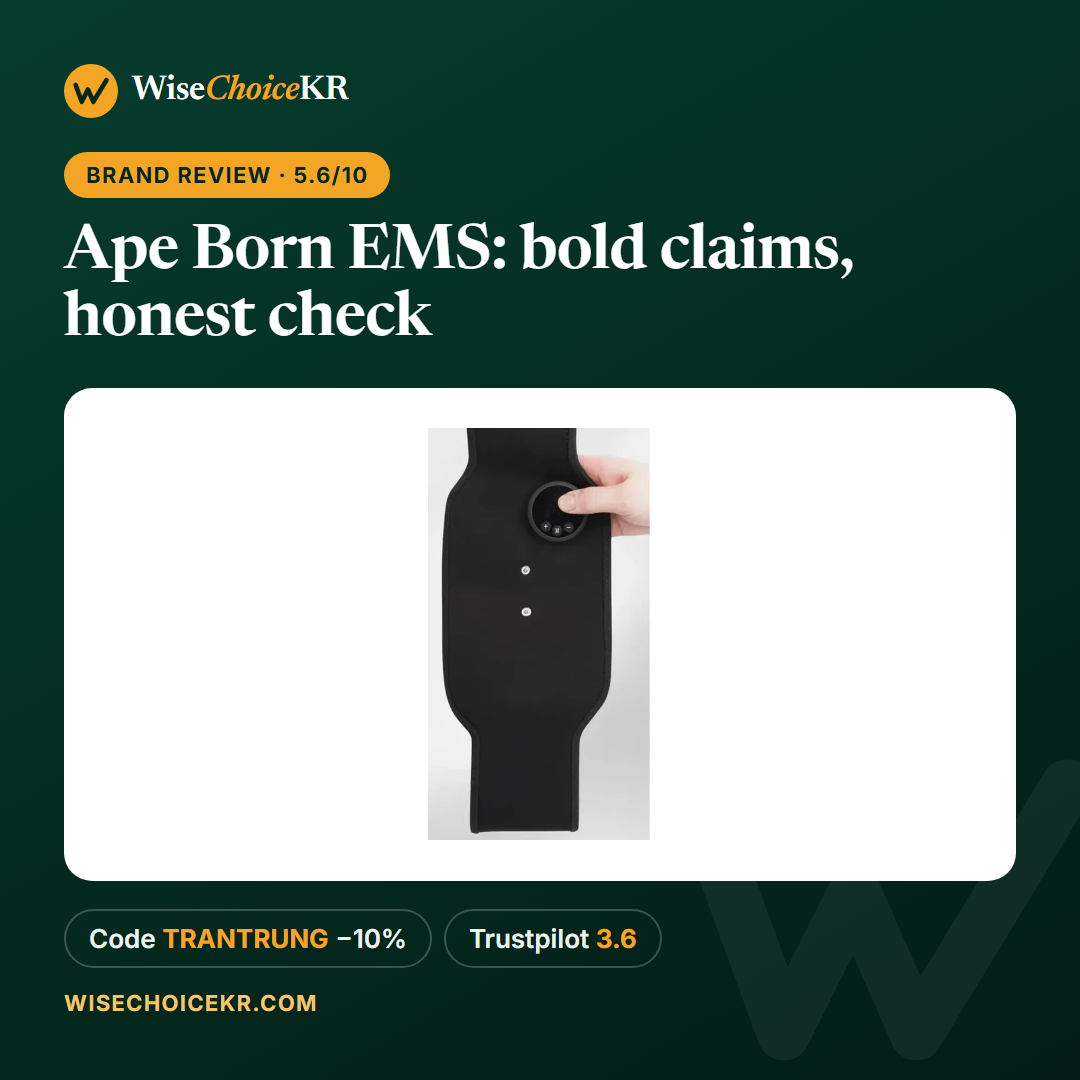 WiseChoiceKR
BRAND REVIEW · 5.6/10
Ape Born EMS: bold claims,
honest check
Code TRANTRUNG −10%
Trustpilot 3.6
WISECHOICEKR.COM